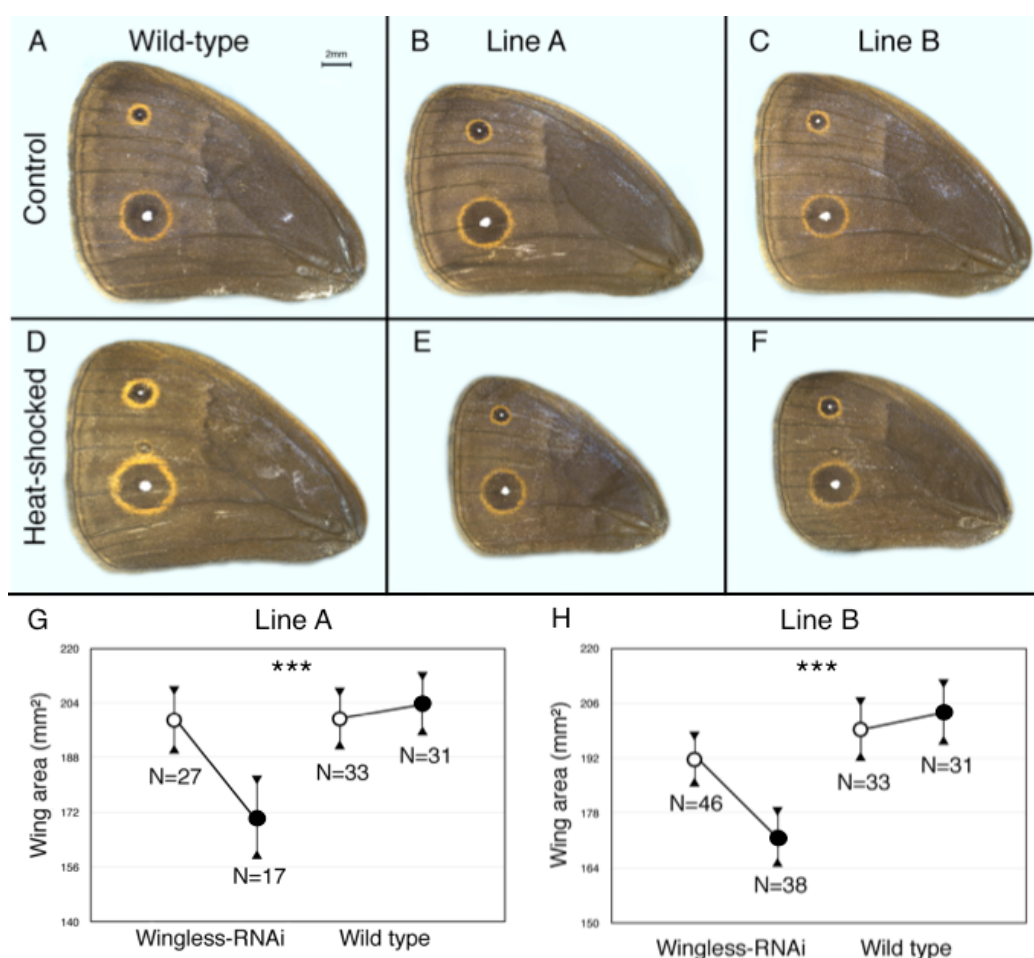 A Wild-type 2mm B Line A C Line B
Control
D E F
Heat-shocked
G Line A
Wing area (mm²)
220
204
188
172
156
140
***
N=27
N=17
N=33
N=31
Wingless-RNAi Wild type
H Line B
Wing area (mm²)
220
206
192
178
164
150
***
N=46
N=38
N=33
N=31
Wingless-RNAi Wild type